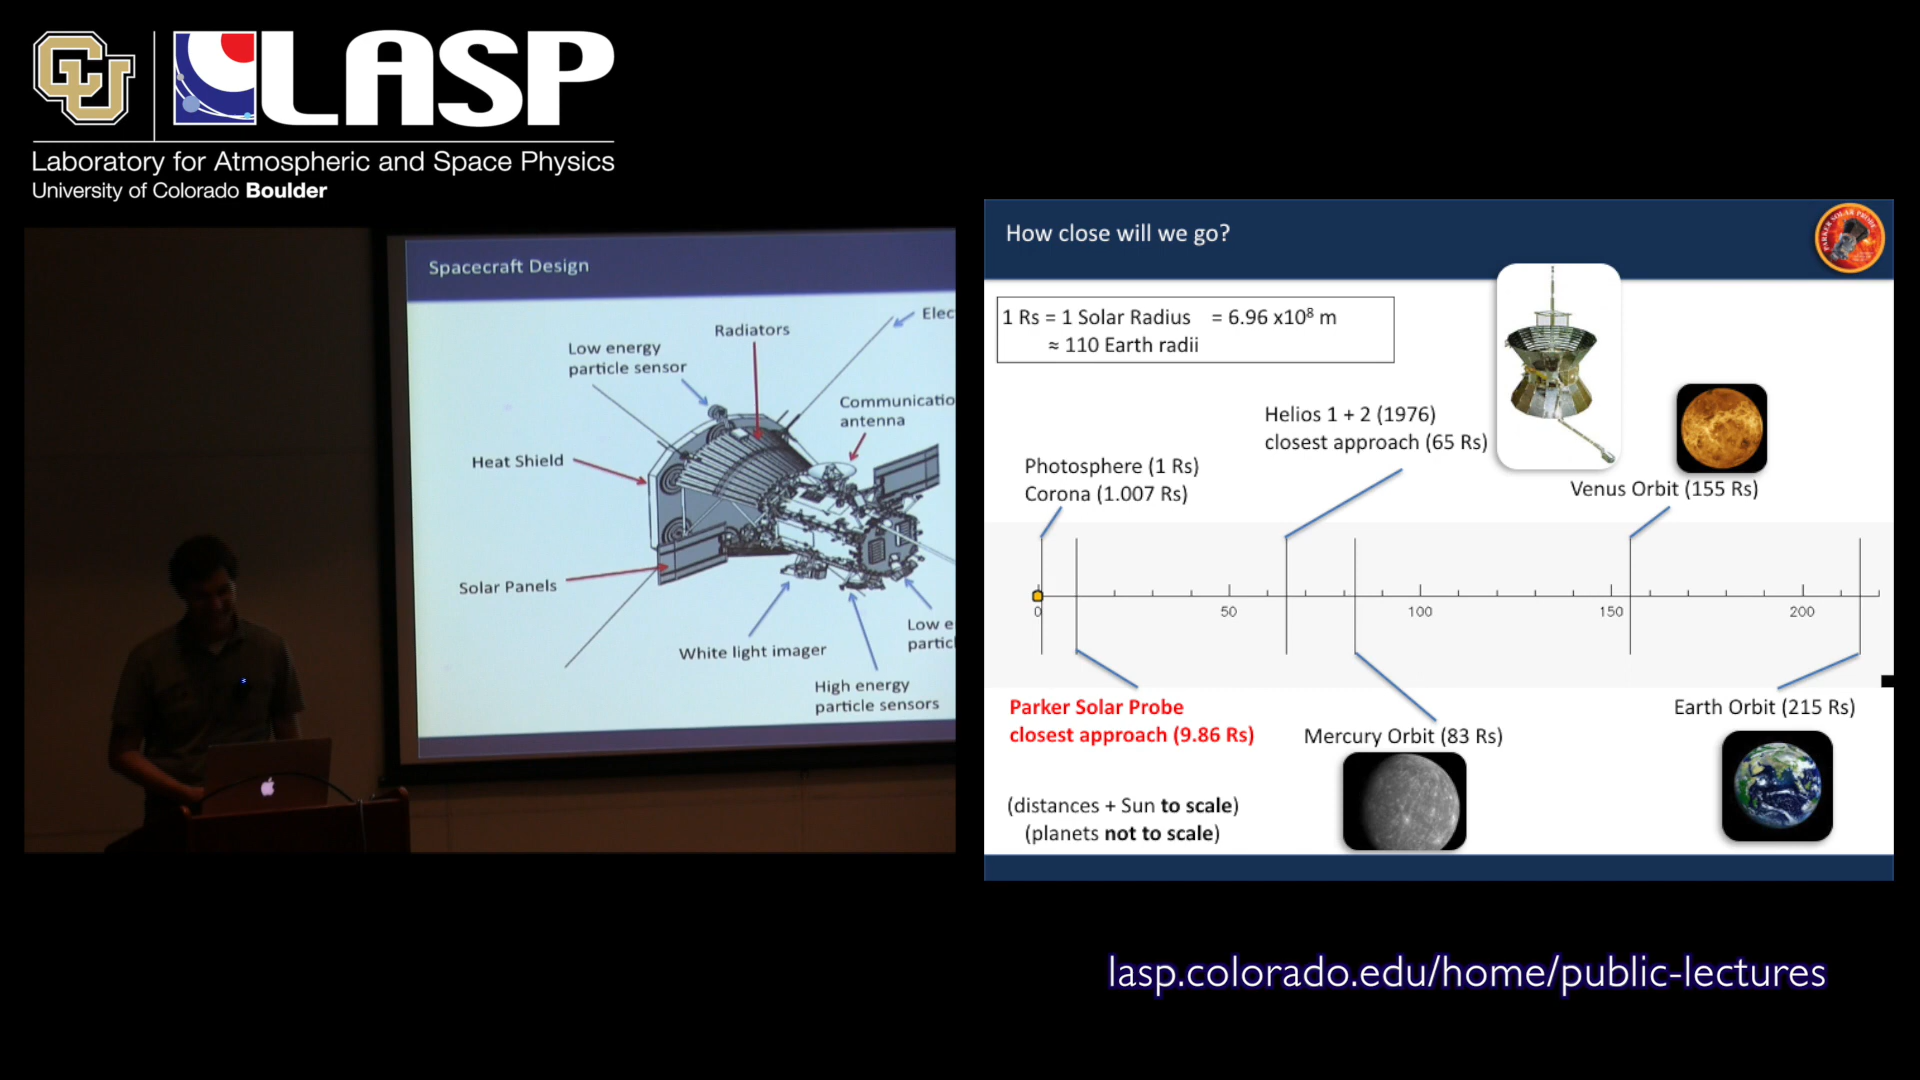 CU
LASP
Laboratory for Atmospheric and Space Physics
University of Colorado Boulder
Spacecraft Design
Radiators
Low energy
particle sensor
Communicatio
antenna
Heat Shield
Solar Panels
White light imager
High energy
particle sensors
How close will we go?
PARKER SOLAR PROBE
1 Rs = 1 Solar Radius = 6.96 x10⁸ m
≈ 110 Earth radii
Helios 1 + 2 (1976)
closest approach (65 Rs)
Photosphere (1 Rs)
Corona (1.007 Rs)
Venus Orbit (155 Rs)
0 50 100 150 200
Parker Solar Probe
closest approach (9.86 Rs)
Mercury Orbit (83 Rs)
Earth Orbit (215 Rs)
(distances + Sun to scale)
(planets not to scale)
lasp.colorado.edu/home/public-lectures